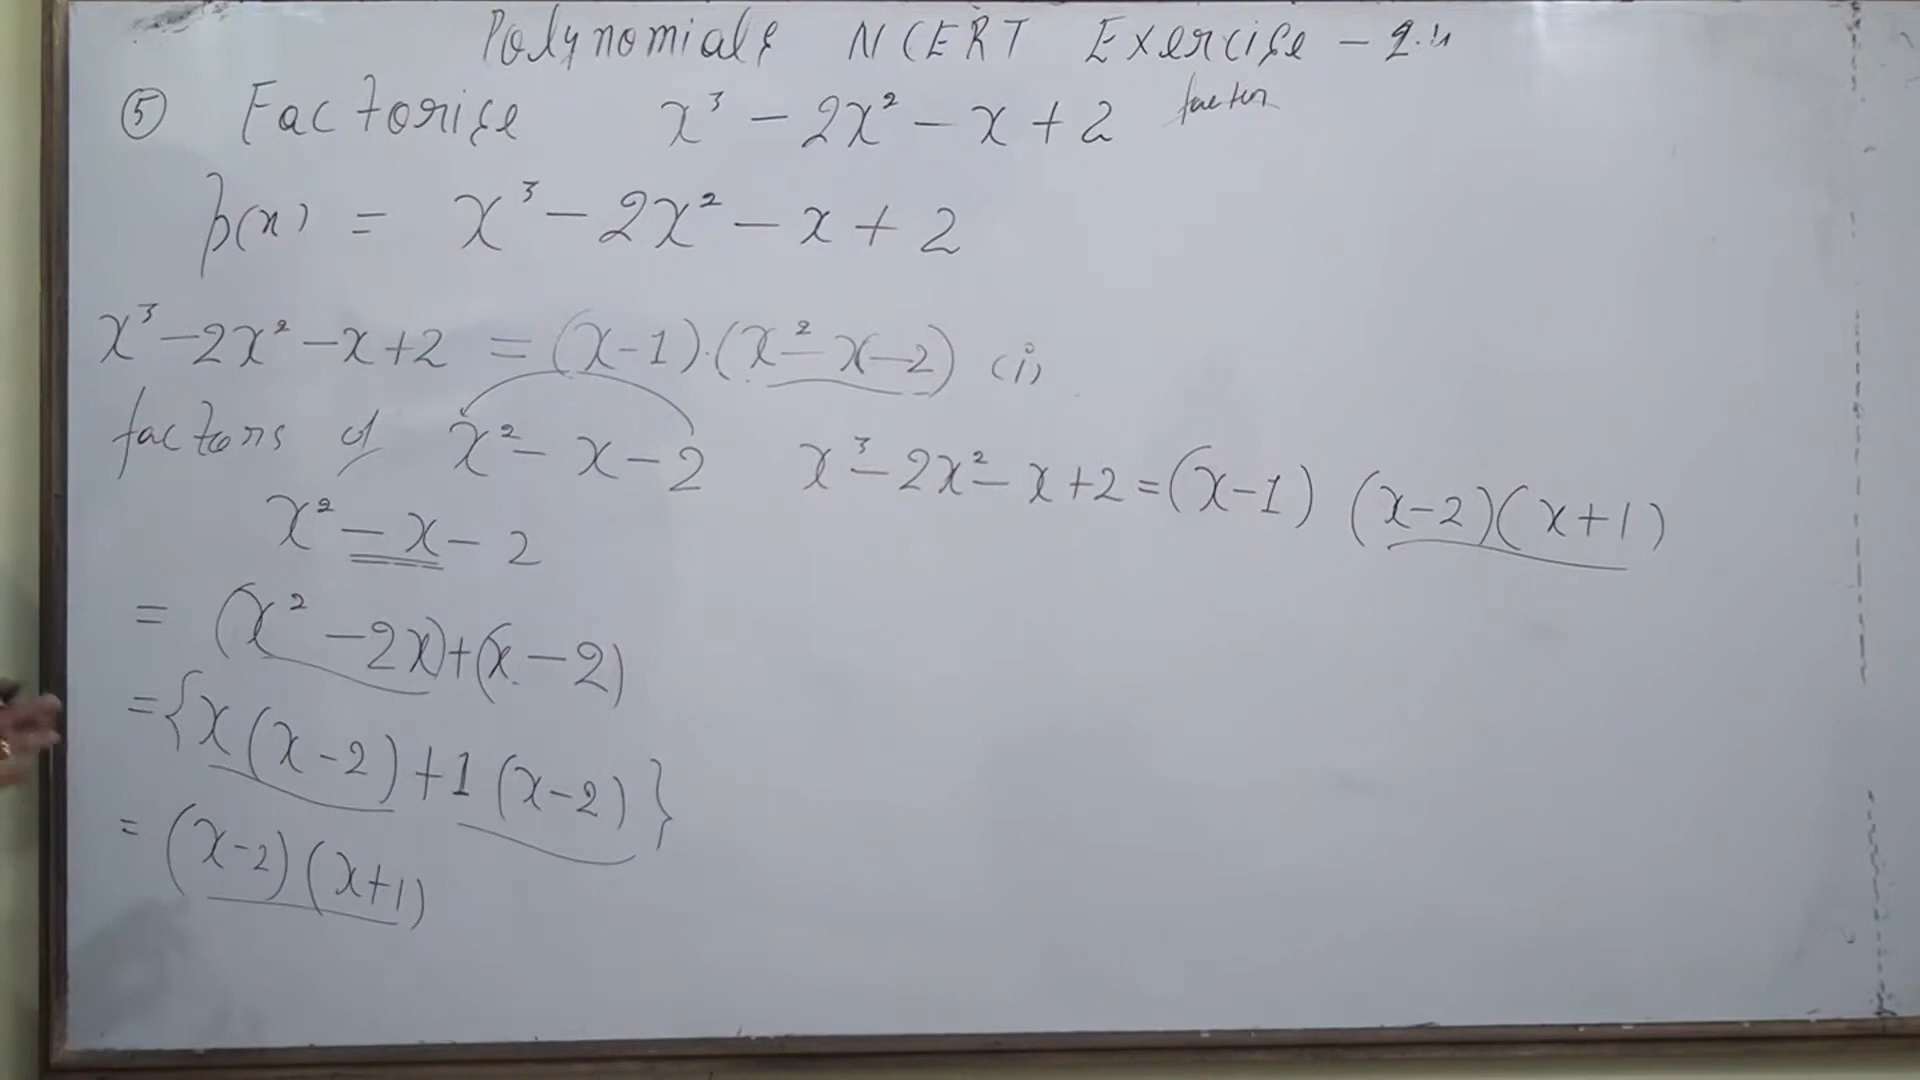 Polynomials NCERT Exercise - 2.4
⑤ Factorise x³ - 2x² - x + 2 factor
p(x) = x³ - 2x² - x + 2
x³ - 2x² - x + 2 = (x-1).(x² - x - 2) (i)
factors of x² - x - 2
x³ - 2x² - x + 2 = (x-1) (x-2)(x+1)
x² - x - 2
= (x² - 2x) + (x - 2)
= {x(x-2) + 1(x-2)}
= (x-2)(x+1)